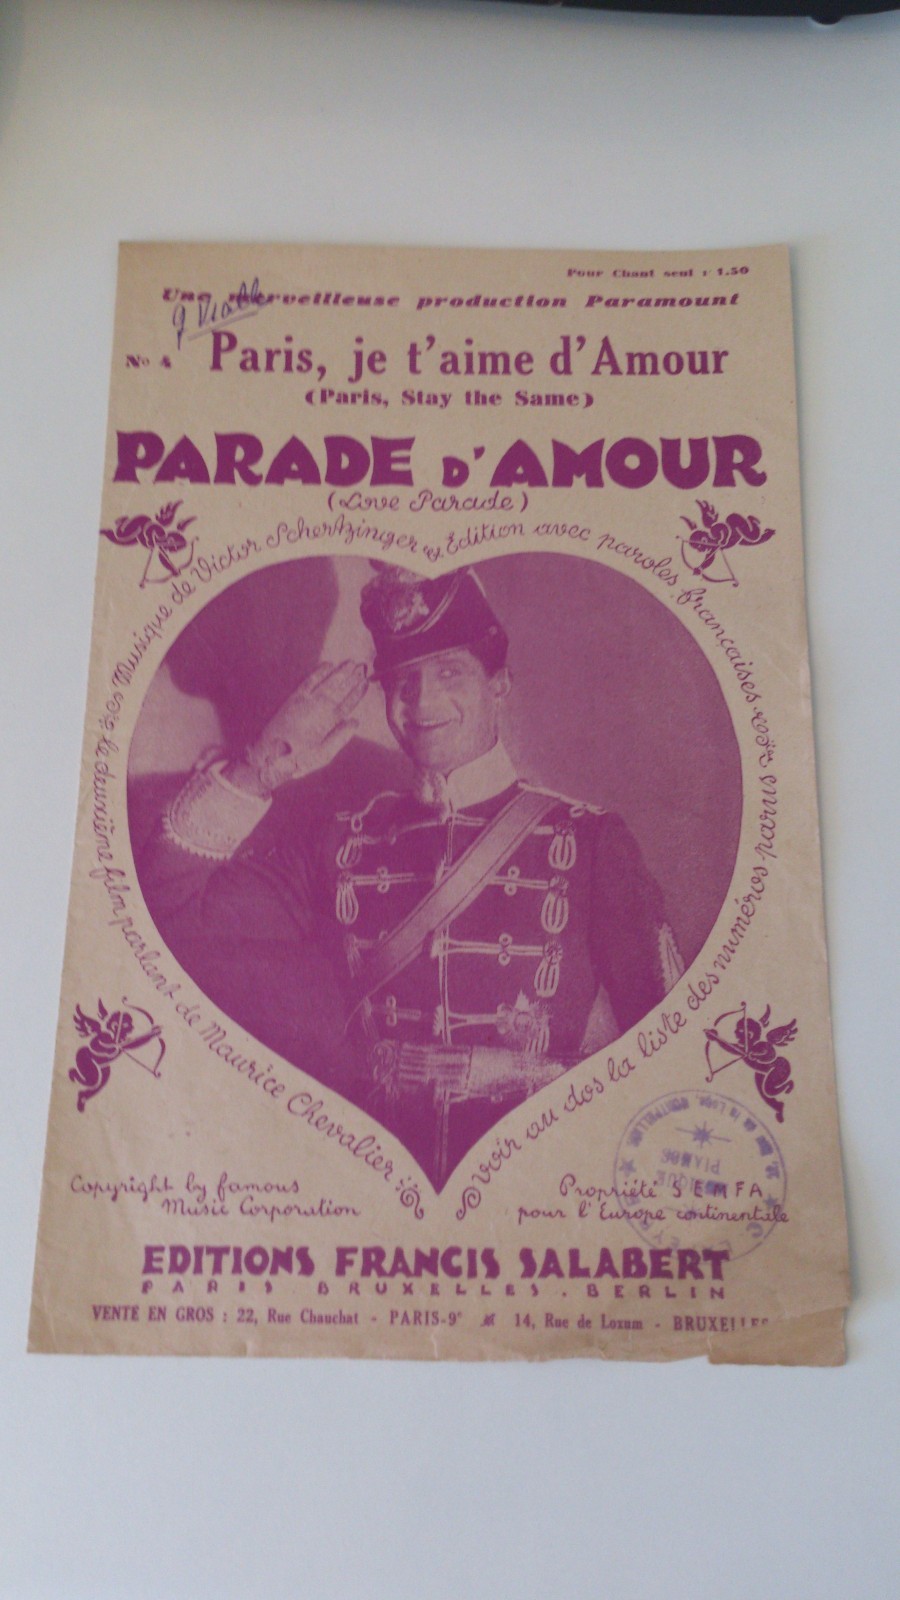 Pour Chant seul : 1.50
Une merveilleuse production Paramount
No 4 Paris, je t'aime d'Amour
(Paris, Stay the Same)
PARADE D'AMOUR
(Love Parade)
le deuxième film parlant de Maurice Chevalier
Musique de Victor Schertzinger
Edition avec paroles françaises
voir au dos la liste des numéros parus
Copyright by famous
Music Corporation
Propriété SEMFA
pour l'Europe continentale
PIANOS
MONTPELLIER
EDITIONS FRANCIS SALABERT
PARIS . BRUXELLES . BERLIN
VENTE EN GROS : 22, Rue Chauchat - PARIS-9e 14, Rue de Loxum - BRUXELLES